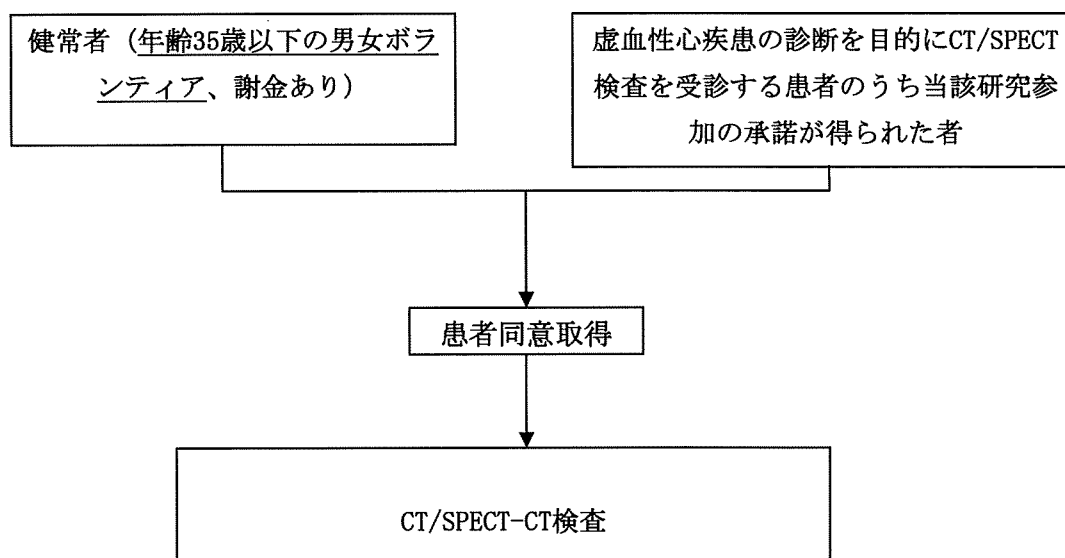 健常者（年齢35歳以下の男女ボラ
ンティア、謝金あり）
虚血性心疾患の診断を目的にCT/SPECT
検査を受診する患者のうち当該研究参
加の承諾が得られた者
患者同意取得
CT/SPECT-CT検査